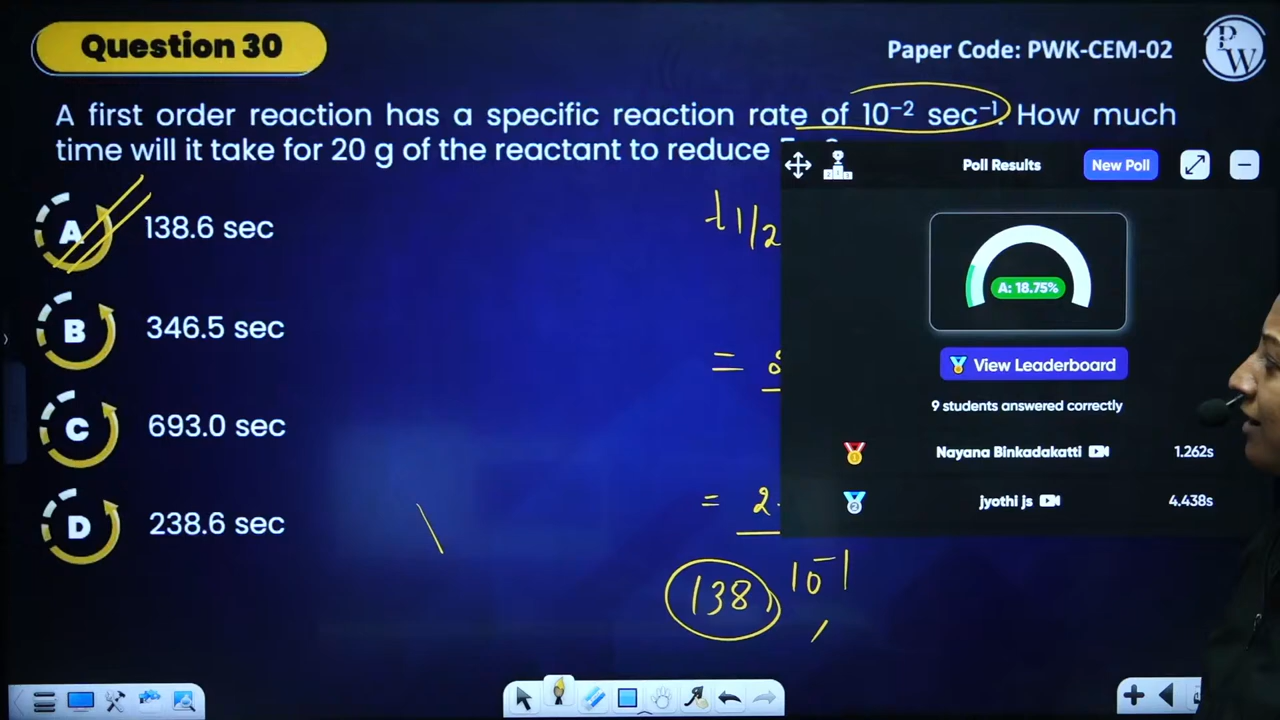 Question 30
Paper Code: PWK-CEM-02
PW
A first order reaction has a specific reaction rate of 10⁻² sec⁻¹. How much
time will it take for 20 g of the reactant to reduce
A 138.6 sec
B 346.5 sec
C 693.0 sec
D 238.6 sec
t 1/2
=
= 2.
138
10⁻¹
Poll Results
New Poll
A: 18.75%
View Leaderboard
9 students answered correctly
Nayana Binkadakatti 1.262s
jyothi js 4.438s